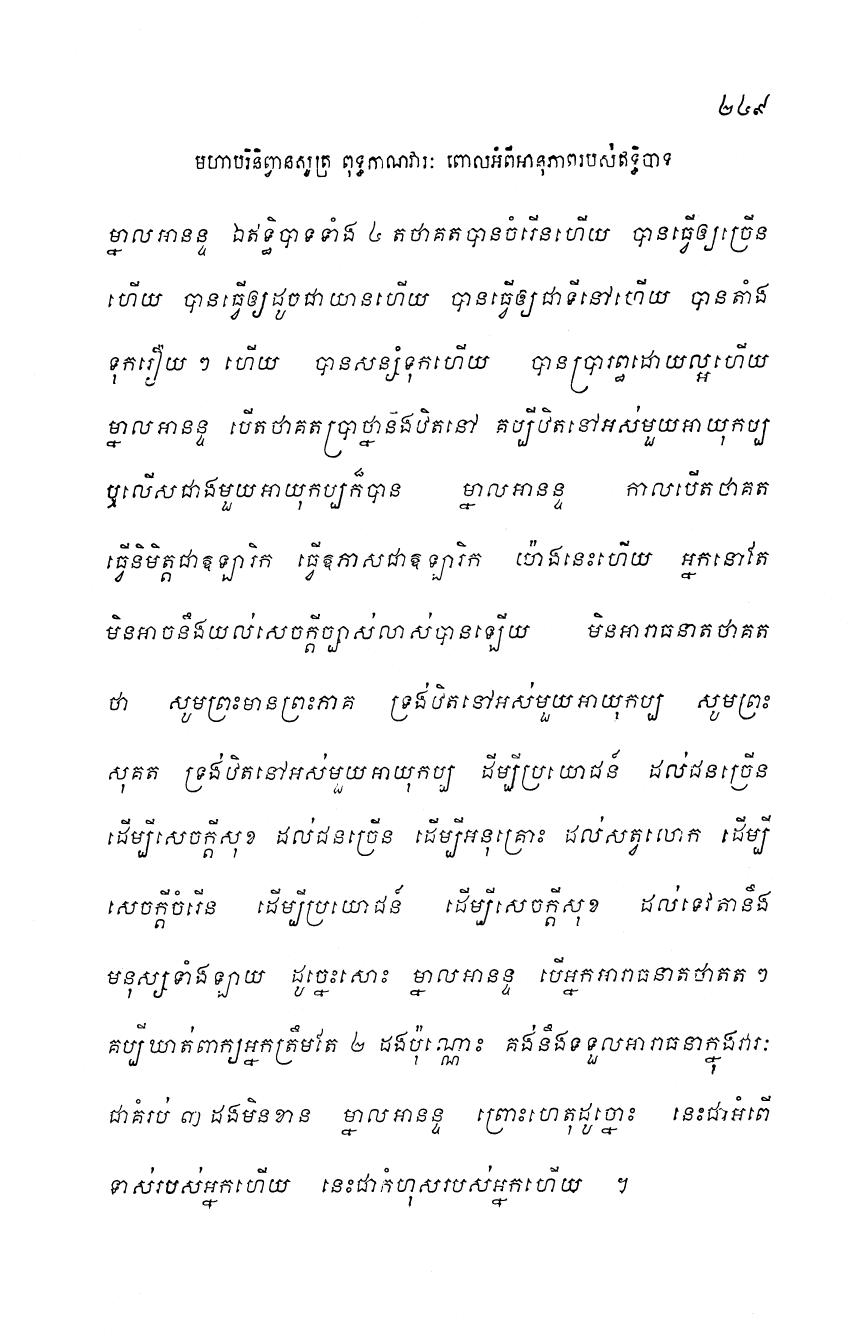 ២៤៩
មហាបរិនិព្វានសូត្រ ពុទ្ធភាណវារៈ ពោលអំពីអានុភាពរបស់ឥទ្ធិបាទ
ម្នាលអានន្ទ ឯឥទ្ធិបាទទាំង ៤ តថាគតបានចំរើនហើយ បានធ្វើឲ្យច្រើន
ហើយ បានធ្វើឲ្យដូចជាយានហើយ បានធ្វើឲ្យជាទីនៅហើយ បានតាំង
ទុករឿយ ៗ ហើយ បានសន្សំទុកហើយ បានប្រារព្ធដោយល្អហើយ
ម្នាលអានន្ទ បើតថាគតប្រាថ្នានឹងឋិតនៅ គប្បីឋិតនៅអស់មួយអាយុកប្ប
ឬលើសជាងមួយអាយុកប្បក៏បាន ម្នាលអានន្ទ កាលបើតថាគត
ធ្វើនិមិត្តជាឱឡារិក ធ្វើឱភាសជាឱឡារិក យ៉ាងនេះហើយ អ្នកនោតែ
មិនអាចនឹងយល់សេចក្តីច្បាស់លាស់បានឡើយ មិនអារាធនាតថាគត
ថា សូមព្រះមានព្រះភាគ ទ្រង់ឋិតនៅអស់មួយអាយុកប្ប សូមព្រះ
សុគត ទ្រង់ឋិតនៅអស់មួយអាយុកប្ប ដើម្បីប្រយោជន៍ ដល់ជនច្រើន
ដើម្បីសេចក្តីសុខ ដល់ជនច្រើន ដើម្បីអនុគ្រោះ ដល់សត្វលោក ដើម្បី
សេចក្តីចំរើន ដើម្បីប្រយោជន៍ ដើម្បីសេចក្តីសុខ ដល់ទេវតានឹង
មនុស្សទាំងឡាយ ដូច្នេះសោះ ម្នាលអានន្ទ បើអ្នកអារាធនាតថាគត ៗ
គប្បីឃាត់ពាក្យអ្នកត្រឹមតែ ២ ដងប៉ុណ្ណោះ គង់នឹងទទួលអារាធនាក្នុងវារៈ
ជាគំរប់ ៣ ដងមិនខាន ម្នាលអានន្ទ ព្រោះហេតុដូច្នោះ នេះជាអំពើ
ទាស់របស់អ្នកហើយ នេះជាកំហុសរបស់អ្នកហើយ ។